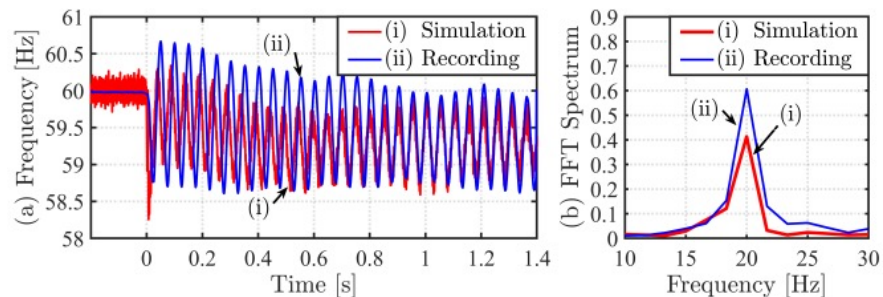 61
60.5
60
59.5
59
58.5
58
0 0.2 0.4 0.6 0.8 1 1.2 1.4
Time [s]
(a) Frequency [Hz]
(i) Simulation
(ii) Recording
(ii)
(i)
0.9
0.8
0.7
0.6
0.5
0.4
0.3
0.2
0.1
0
10 15 20 25 30
Frequency [Hz]
(b) FFT Spectrum
(i) Simulation
(ii) Recording
(ii)
(i)